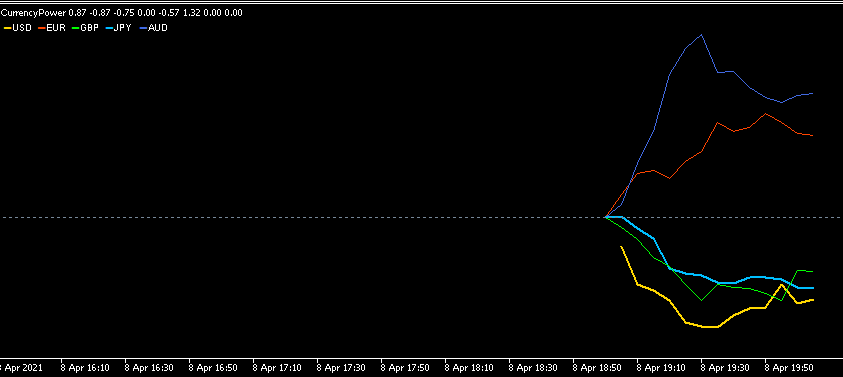 CurrencyPower 0.87 -0.87 -0.75 0.00 -0.57 1.32 0.00 0.00
USD EUR GBP JPY AUD
8 Apr 2021 8 Apr 16:10 8 Apr 16:30 8 Apr 16:50 8 Apr 17:10 8 Apr 17:30 8 Apr 17:50 8 Apr 18:10 8 Apr 18:30 8 Apr 18:50 8 Apr 19:10 8 Apr 19:30 8 Apr 19:50